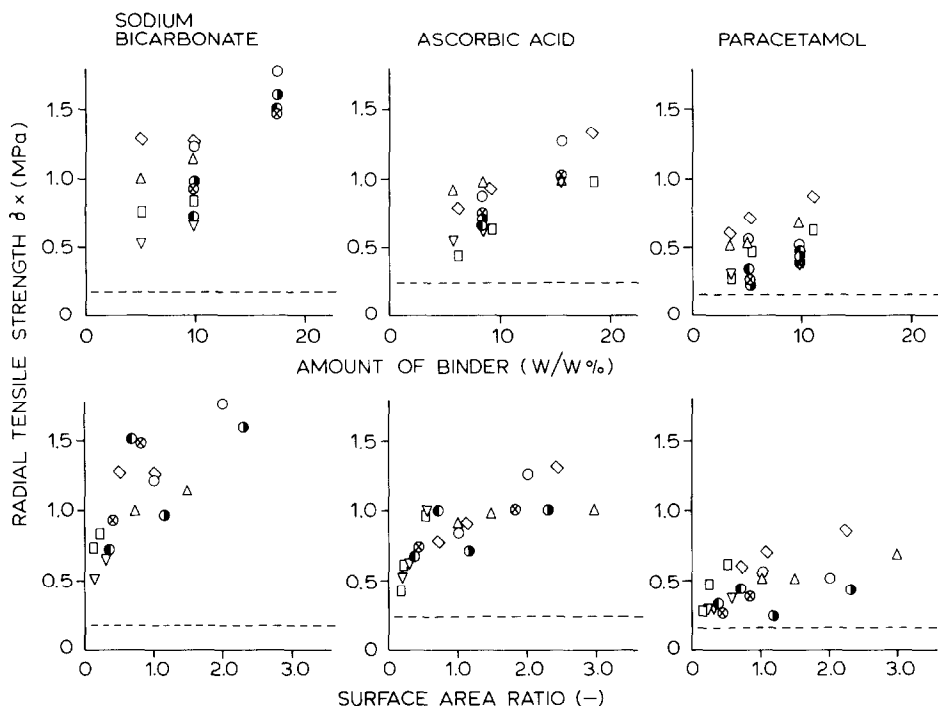 SODIUM
BICARBONATE
ASCORBIC ACID
PARACETAMOL
RADIAL TENSILE STRENGTH ∂ × (MPa)
1.5
1.0
0.5
0
0 10 20
1.5
1.0
0.5
0
0 10 20
1.5
1.0
0.5
0
0 10 20
AMOUNT OF BINDER (W/W%)
1.5
1.0
0.5
0
0 1.0 2.0 3.0
1.5
1.0
0.5
0
0 1.0 2.0 3.0
1.5
1.0
0.5
0
0 1.0 2.0 3.0
SURFACE AREA RATIO (–)